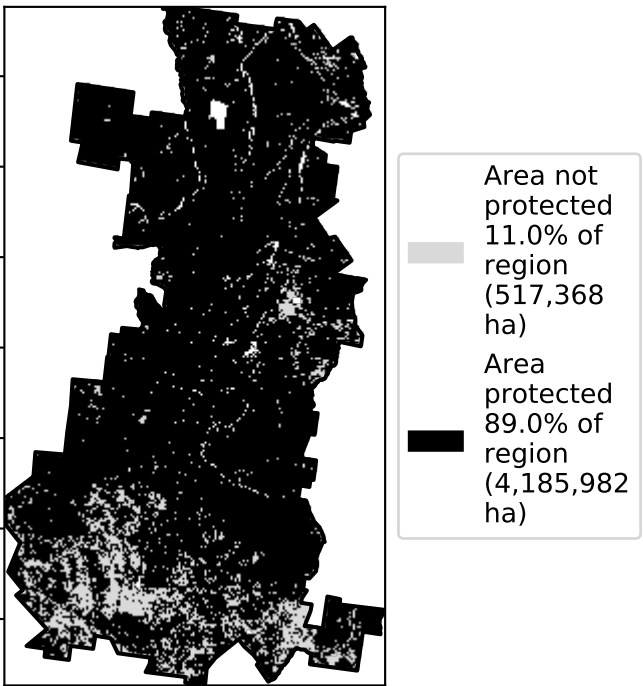 Area not
protected
11.0% of
region
(517,368
ha)
Area
protected
89.0% of
region
(4,185,982
ha)